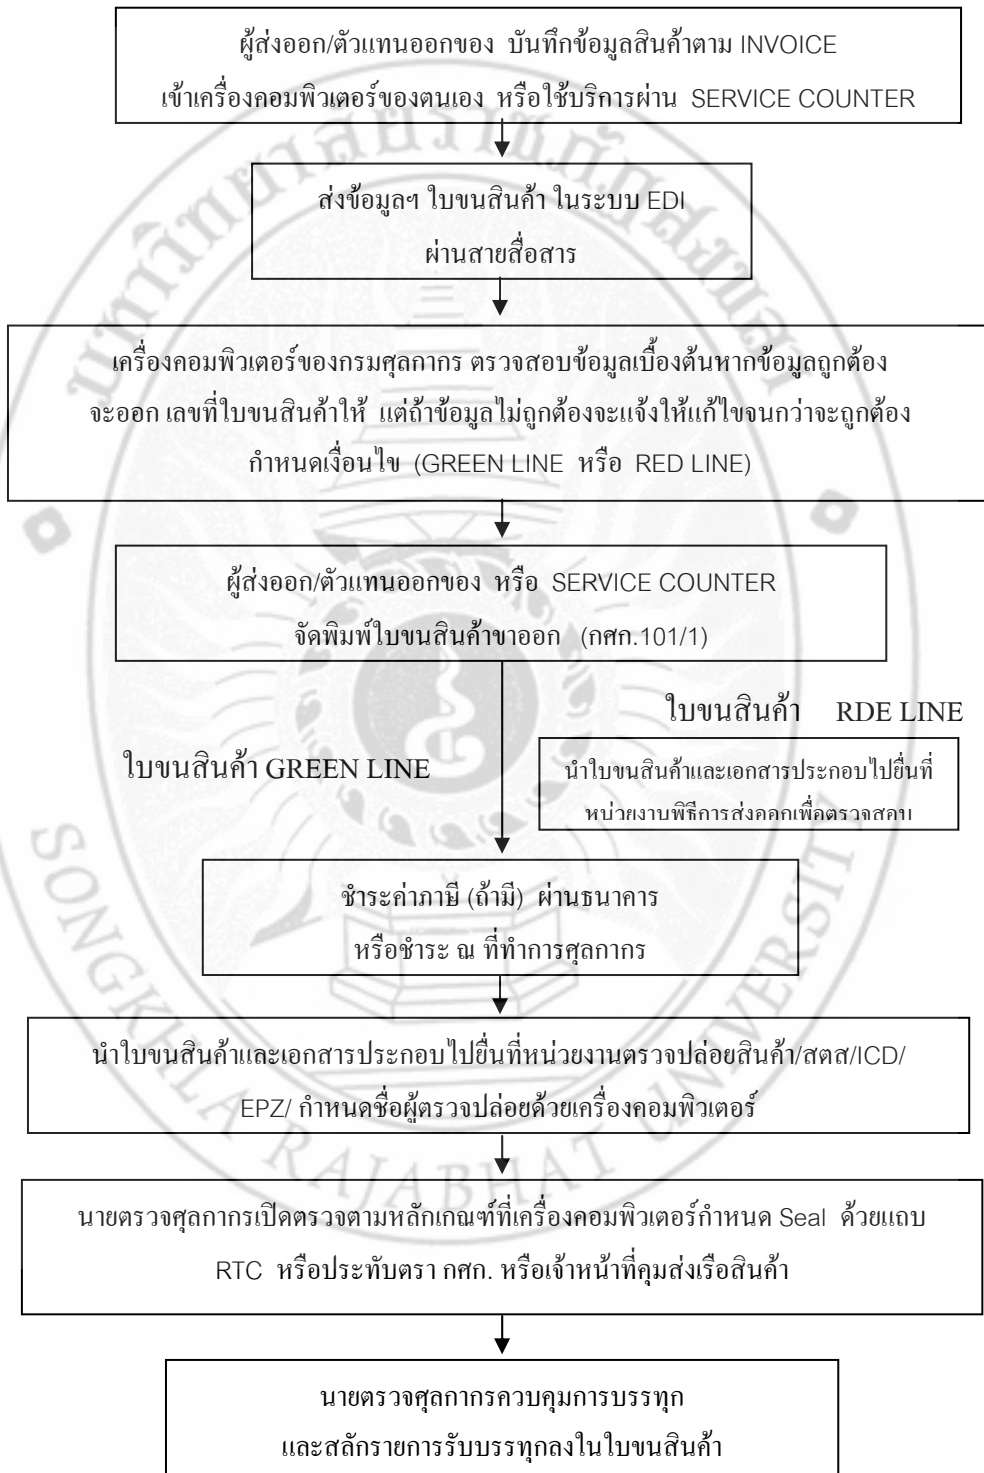 ผู้ส่งออก/ตัวแทนออกของ บันทึกข้อมูลสินค้าตาม INVOICE
เข้าเครื่องคอมพิวเตอร์ของตนเอง หรือใช้บริการผ่าน SERVICE COUNTER
ส่งข้อมูลฯ ใบขนสินค้า ในระบบ EDI
ผ่านสายสื่อสาร
เครื่องคอมพิวเตอร์ของกรมศุลกากร ตรวจสอบข้อมูลเบื้องต้นหากข้อมูลถูกต้อง
จะออก เลขที่ใบขนสินค้าให้ แต่ถ้าข้อมูลไม่ถูกต้องจะแจ้งให้แก้ไขจนกว่าจะถูกต้อง
กำหนดเงื่อนไข (GREEN LINE หรือ RED LINE)
ผู้ส่งออก/ตัวแทนออกของ หรือ SERVICE COUNTER
จัดพิมพ์ใบขนสินค้าขาออก (กศก.101/1)
ใบขนสินค้า RDE LINE
ใบขนสินค้า GREEN LINE
นำใบขนสินค้าและเอกสารประกอบไปยื่นที่
หน่วยงานพิธีการส่งออกเพื่อตรวจสอบ
ชำระค่าภาษี (ถ้ามี) ผ่านธนาคาร
หรือชำระ ณ ที่ทำการศุลกากร
นำใบขนสินค้าและเอกสารประกอบไปยื่นที่หน่วยงานตรวจปล่อยสินค้า/สตส/ICD/
EPZ/ กำหนดชื่อผู้ตรวจปล่อยด้วยเครื่องคอมพิวเตอร์
นายตรวจศุลกากรเปิดตรวจตามหลักเกณฑ์ที่เครื่องคอมพิวเตอร์กำหนด Seal ด้วยแถบ
RTC หรือประทับตรา กศก. หรือเจ้าหน้าที่คุมส่งเรือสินค้า
นายตรวจศุลกากรควบคุมการบรรทุก
และสลักรายการรับบรรทุกลงในใบขนสินค้า
มหาวิทยาลัยราชภัฏสงขลา
SONGKHLA RAJABHAT UNIVERSITY